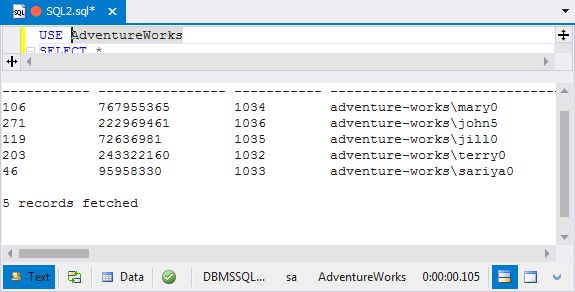 SQL SQL2.sql*
USE AdventureWorks
SELECT *
----------- ------------ ---------- -------------------------
106 767955365 1034 adventure-works\mary0
271 222969461 1036 adventure-works\john5
119 72636981 1035 adventure-works\jill0
203 243322160 1032 adventure-works\terry0
46 95958330 1033 adventure-works\sariya0
5 records fetched
Text Data DBMSSQL... sa AdventureWorks 0:00:00.105